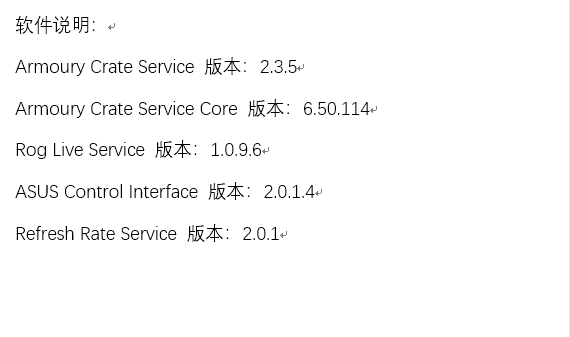 软件说明：
Armoury Crate Service 版本：2.3.5
Armoury Crate Service Core 版本：6.50.114
Rog Live Service 版本：1.0.9.6
ASUS Control Interface 版本：2.0.1.4
Refresh Rate Service 版本：2.0.1